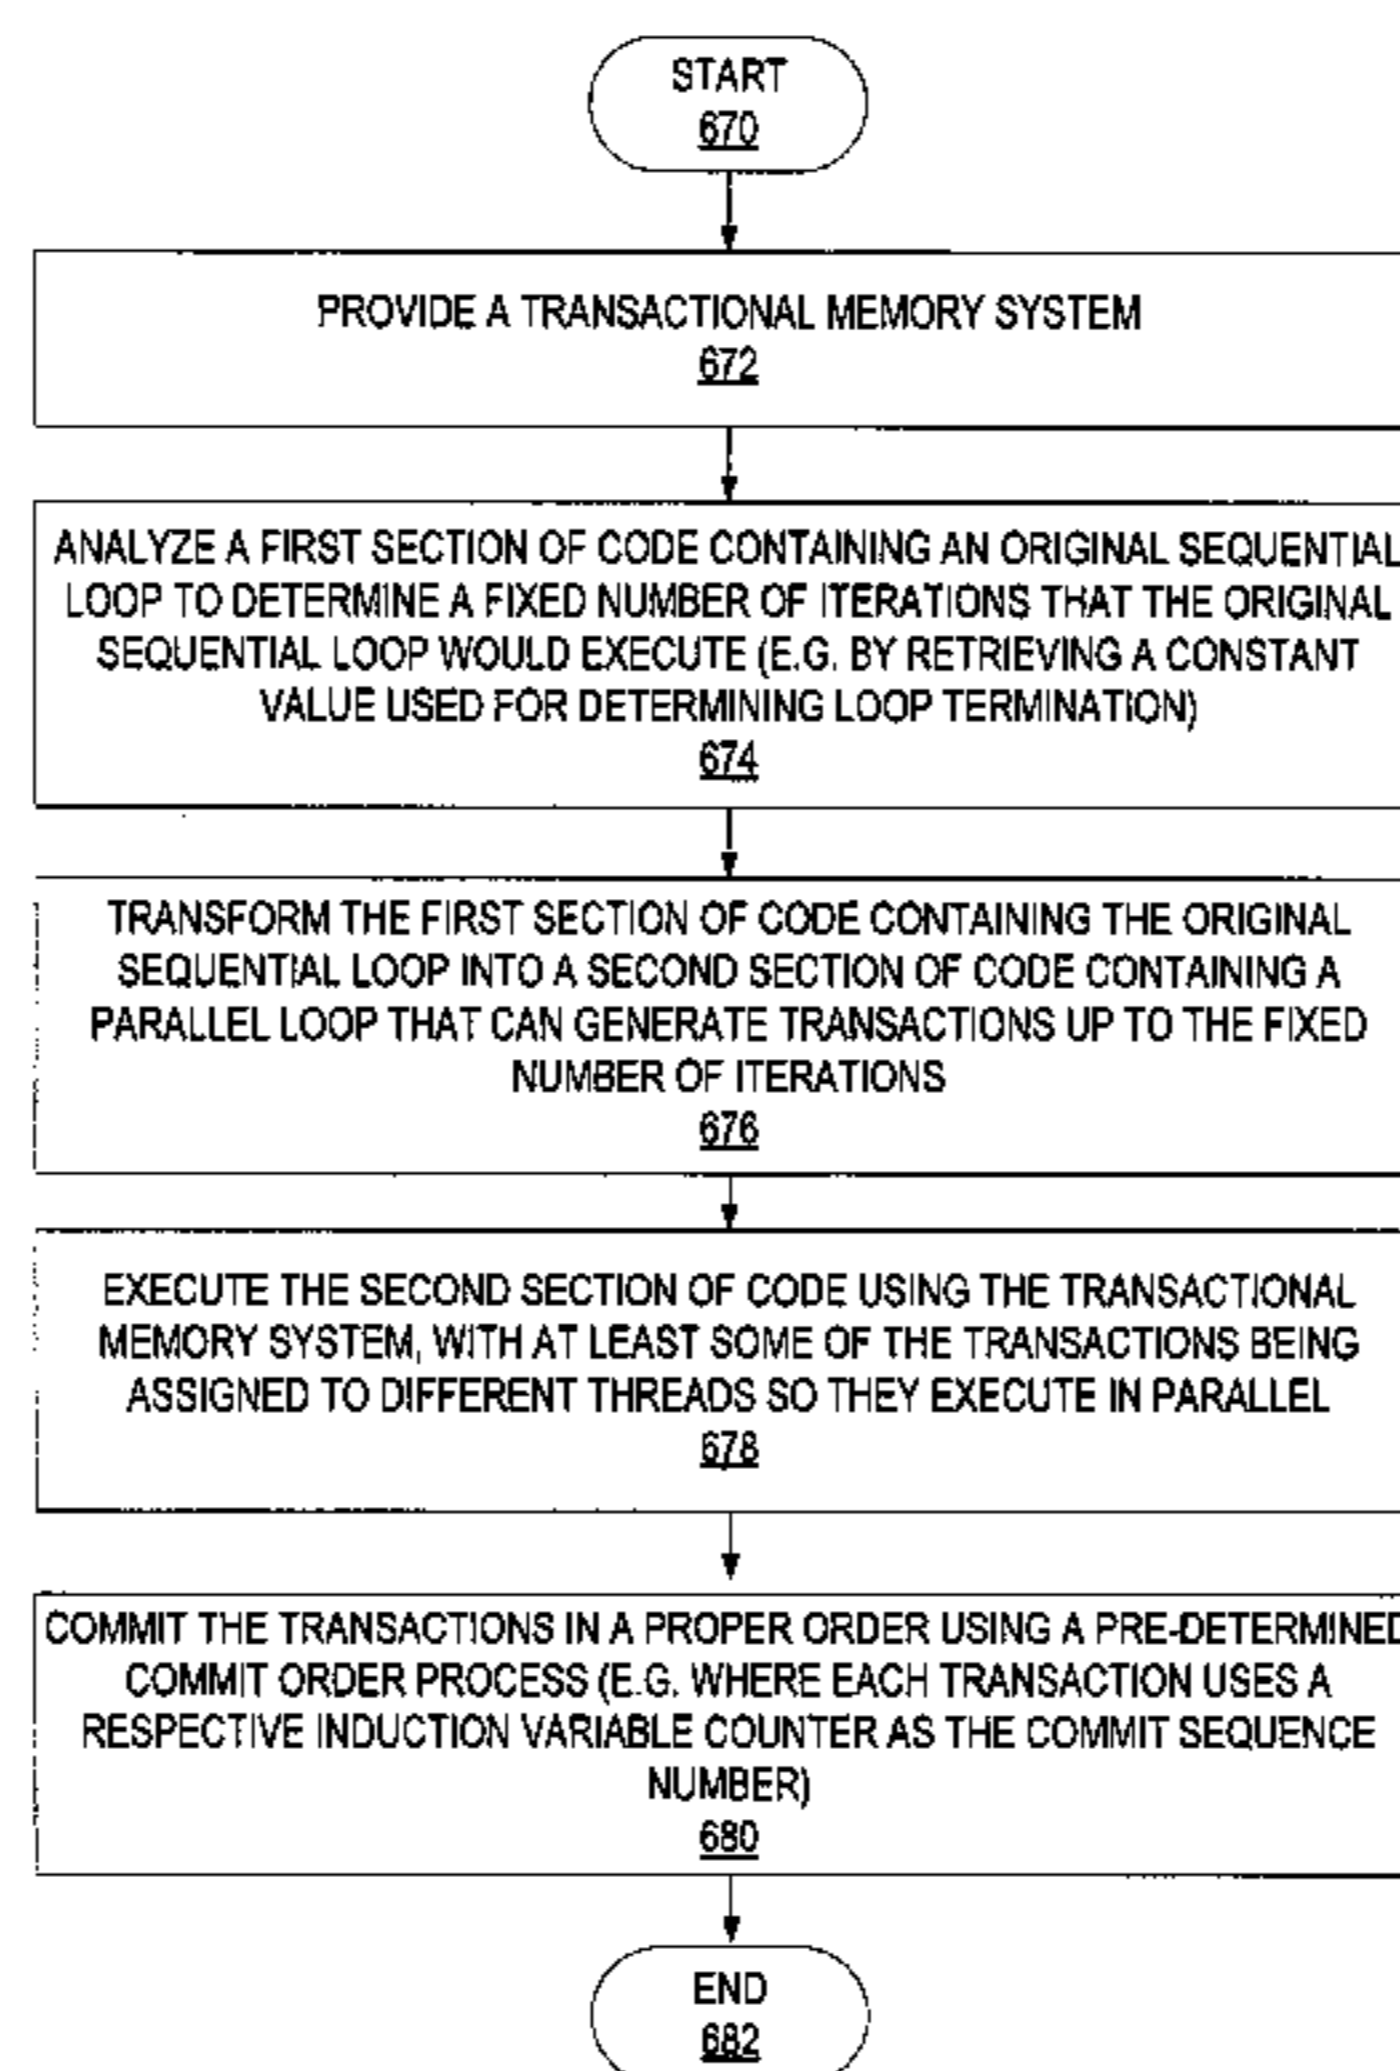 START
670
PROVIDE A TRANSACTIONAL MEMORY SYSTEM
672
ANALYZE A FIRST SECTION OF CODE CONTAINING AN ORIGINAL SEQUENTIAL
LOOP TO DETERMINE A FIXED NUMBER OF ITERATIONS THAT THE ORIGINAL
SEQUENTIAL LOOP WOULD EXECUTE (E.G. BY RETRIEVING A CONSTANT
VALUE USED FOR DETERMINING LOOP TERMINATION)
674
TRANSFORM THE FIRST SECTION OF CODE CONTAINING THE ORIGINAL
SEQUENTIAL LOOP INTO A SECOND SECTION OF CODE CONTAINING A
PARALLEL LOOP THAT CAN GENERATE TRANSACTIONS UP TO THE FIXED
NUMBER OF ITERATIONS
676
EXECUTE THE SECOND SECTION OF CODE USING THE TRANSACTIONAL
MEMORY SYSTEM, WITH AT LEAST SOME OF THE TRANSACTIONS BEING
ASSIGNED TO DIFFERENT THREADS SO THEY EXECUTE IN PARALLEL
678
COMMIT THE TRANSACTIONS IN A PROPER ORDER USING A PRE-DETERMINED
COMMIT ORDER PROCESS (E.G. WHERE EACH TRANSACTION USES A
RESPECTIVE INDUCTION VARIABLE COUNTER AS THE COMMIT SEQUENCE
NUMBER)
680
END
682